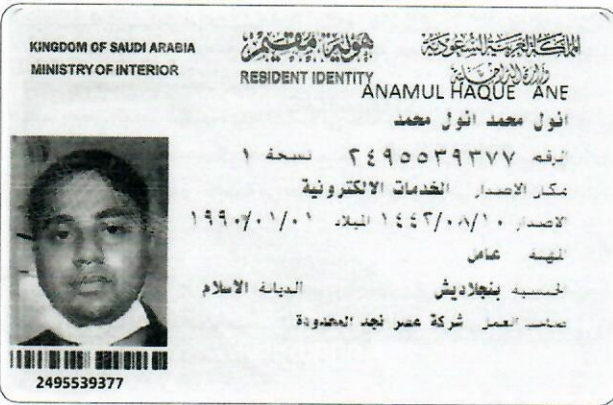 KINGDOM OF SAUDI ARABIA
MINISTRY OF INTERIOR
هوية مقيم
RESIDENT IDENTITY
المملكة العربية السعودية
وزارة الداخلية
ANAMUL HAQUE ANE
انول محمد انول محمد
الرقم ٢٤٩٥٥٣٩٣٧٧ نسخة ١
مكان الاصدار الخدمات الالكترونية
الاصدار ١٤٤٢/٠٨/١٠ الميلاد ١٩٩٠/٠١/٠١
المهنة عامل
الجنسية بنجلاديش الديانة الاسلام
صاحب العمل شركة عصر نجد المحدودة
2495539377